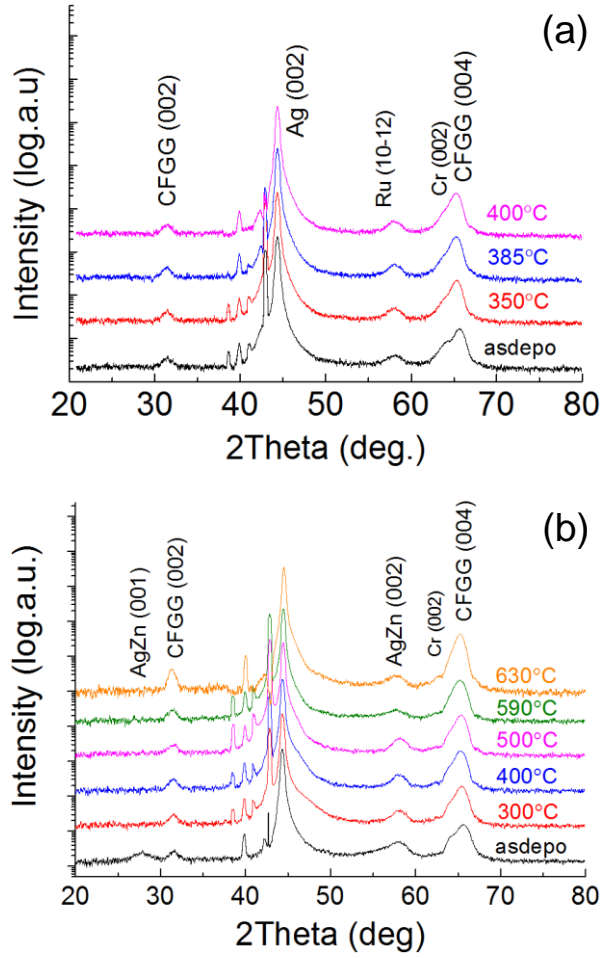 (a)
Intensity (log.a.u)
CFGG (002)
Ag (002)
Ru (10-12)
Cr (002)
CFGG (004)
400°C
385°C
350°C
asdepo
20 30 40 50 60 70 80
2Theta (deg.)
(b)
Intensity (log.a.u.)
AgZn (001)
CFGG (002)
AgZn (002)
Cr (002)
CFGG (004)
630°C
590°C
500°C
400°C
300°C
asdepo
20 30 40 50 60 70 80
2Theta (deg)